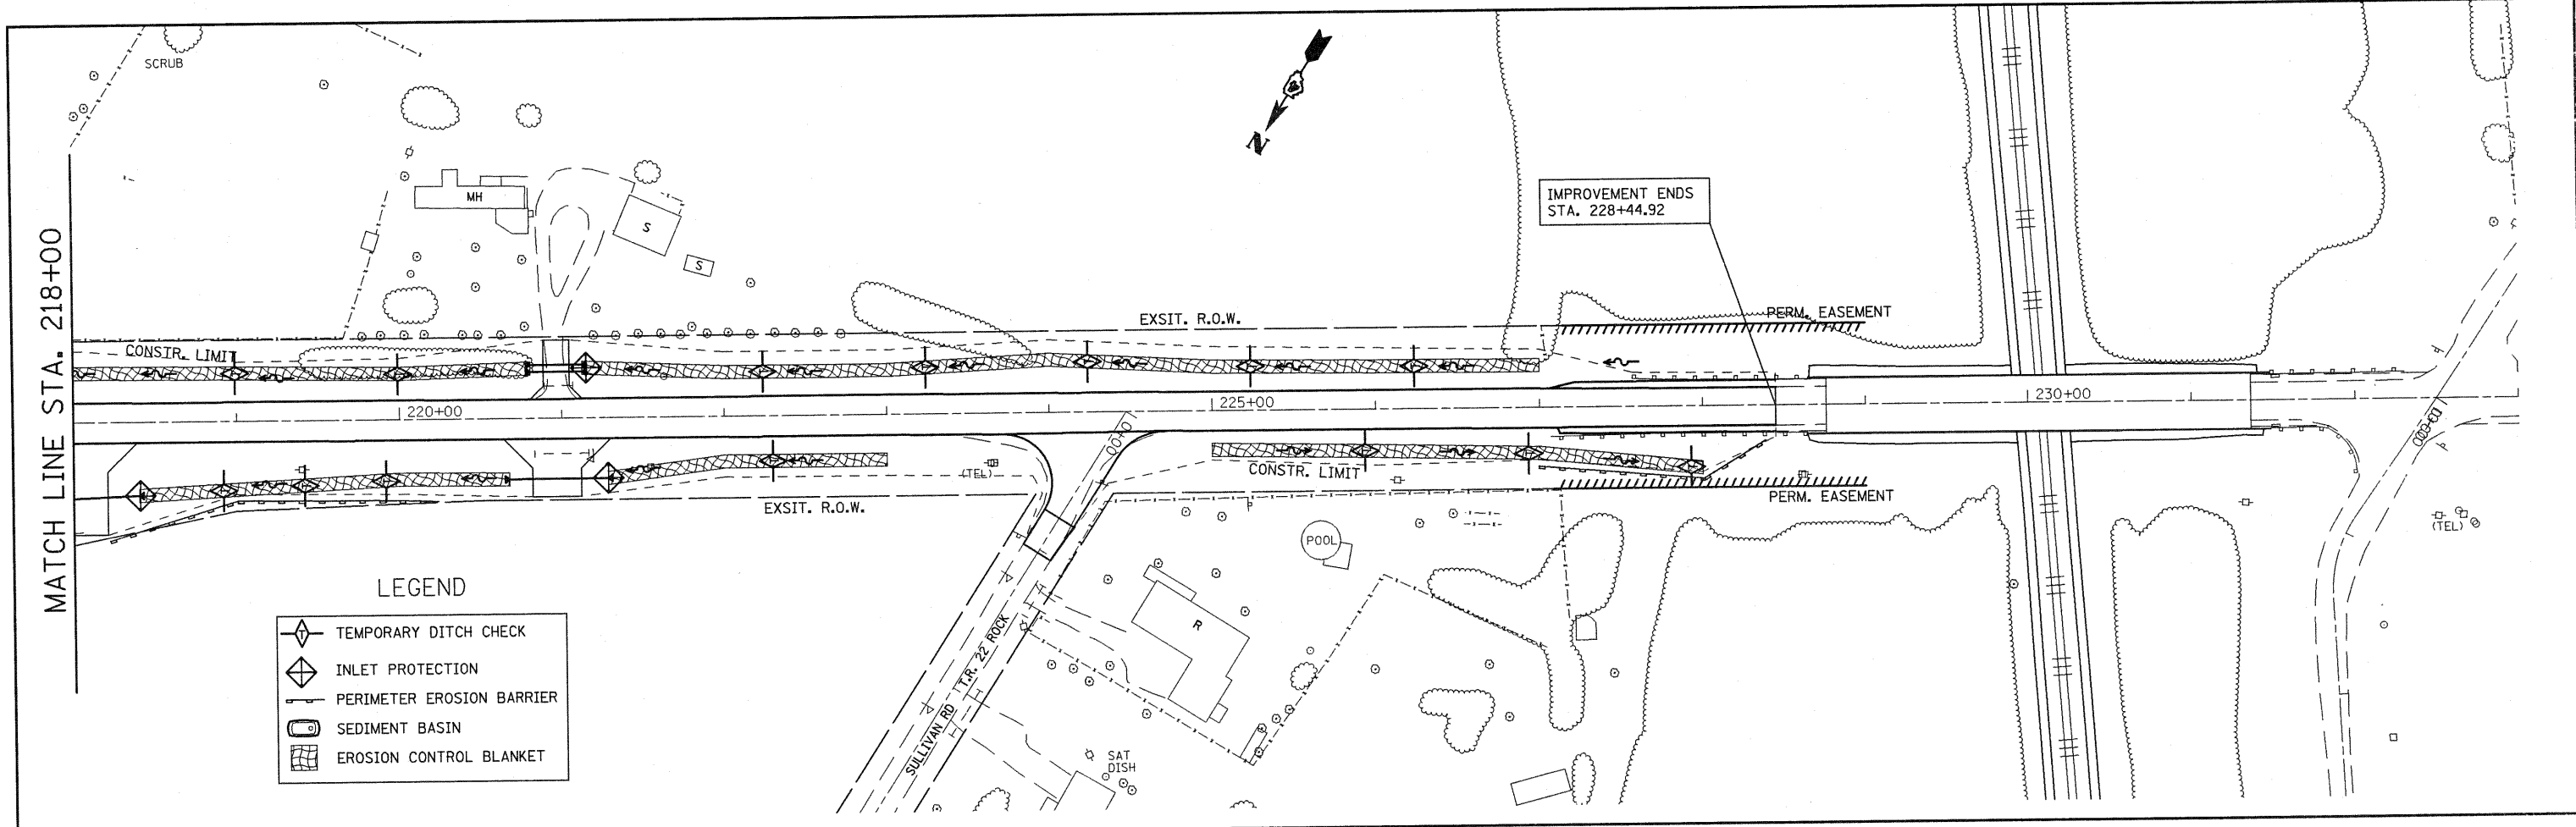 SCRUB
N
MH
S
S
IMPROVEMENT ENDS
STA. 228+44.92
MATCH LINE STA. 218+00
EXSIT. R.O.W.
PERM. EASEMENT
CONSTR. LIMIT
220+00
225+00
230+00
0+00
(TEL)
CONSTR. LIMIT
EXSIT. R.O.W.
PERM. EASEMENT
(TEL)
POOL
R
SULLIVAN RD
T.R. 22 ROCK
SAT
DISH
LEGEND
T TEMPORARY DITCH CHECK
INLET PROTECTION
PERIMETER EROSION BARRIER
SEDIMENT BASIN
EROSION CONTROL BLANKET